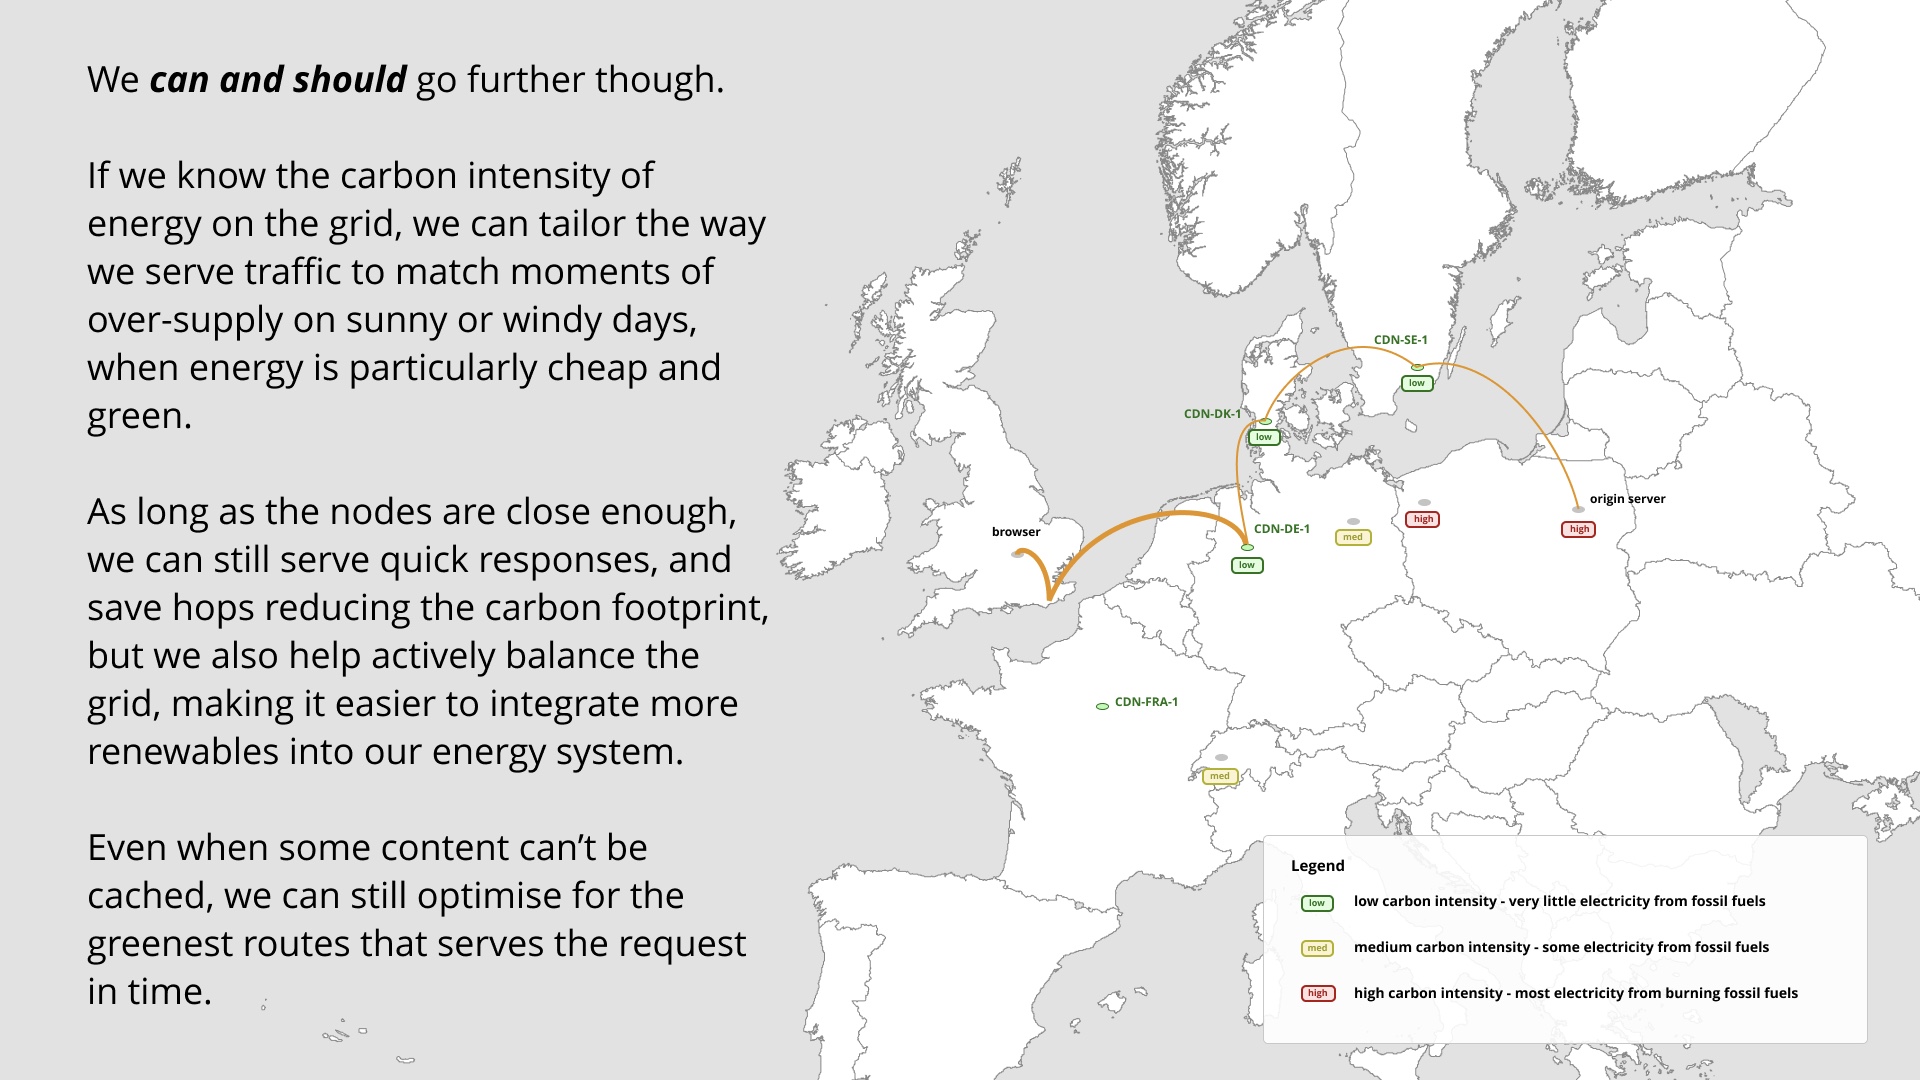 We can and should go further though.
If we know the carbon intensity of
energy on the grid, we can tailor the way
we serve traffic to match moments of
over-supply on sunny or windy days,
when energy is particularly cheap and
green.
As long as the nodes are close enough,
we can still serve quick responses, and
save hops reducing the carbon footprint,
but we also help actively balance the
grid, making it easier to integrate more
renewables into our energy system.
Even when some content can’t be
cached, we can still optimise for the
greenest routes that serves the request
in time.
CDN-SE-1
low
CDN-DK-1
low
origin server
high
high
med
CDN-DE-1
low
browser
CDN-FRA-1
med
Legend
low low carbon intensity - very little electricity from fossil fuels
med medium carbon intensity - some electricity from fossil fuels
high high carbon intensity - most electricity from burning fossil fuels